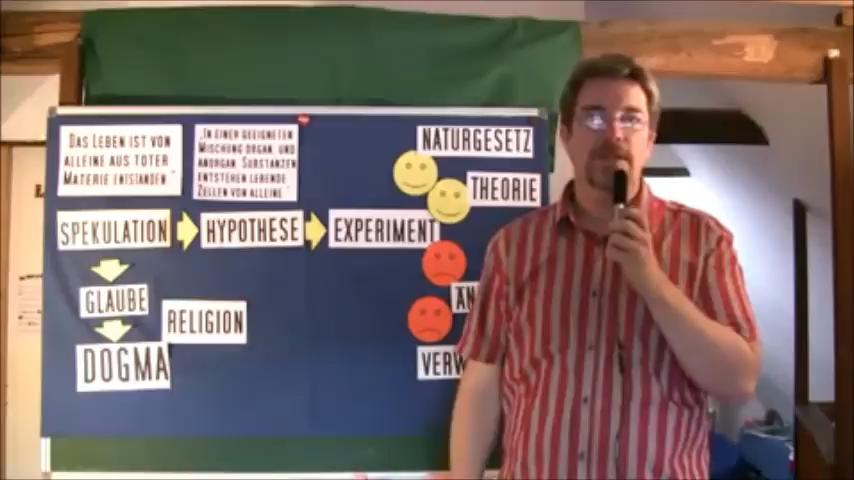 "DAS LEBEN IST VON
ALLEINE AUS TOTER
MATERIE ENTSTANDEN"
"IN EINER GEEIGNETEN
MISCHUNG ORGAN. UND
ANORGAN. SUBSTANZEN
ENTSTEHEN LEBENDE
ZELLEN VON ALLEINE"
NATURGESETZ
THEORIE
SPEKULATION
HYPOTHESE
EXPERIMENT
GLAUBE
ÄN
RELIGION
DOGMA
VERW